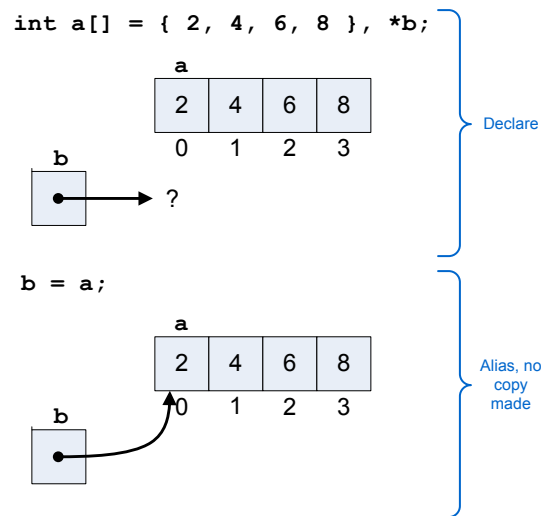 int a[] = { 2, 4, 6, 8 }, *b;
a
2 4 6 8
0 1 2 3
Declare
b
?
b = a;
a
2 4 6 8
0 1 2 3
Alias, no
copy
made
b